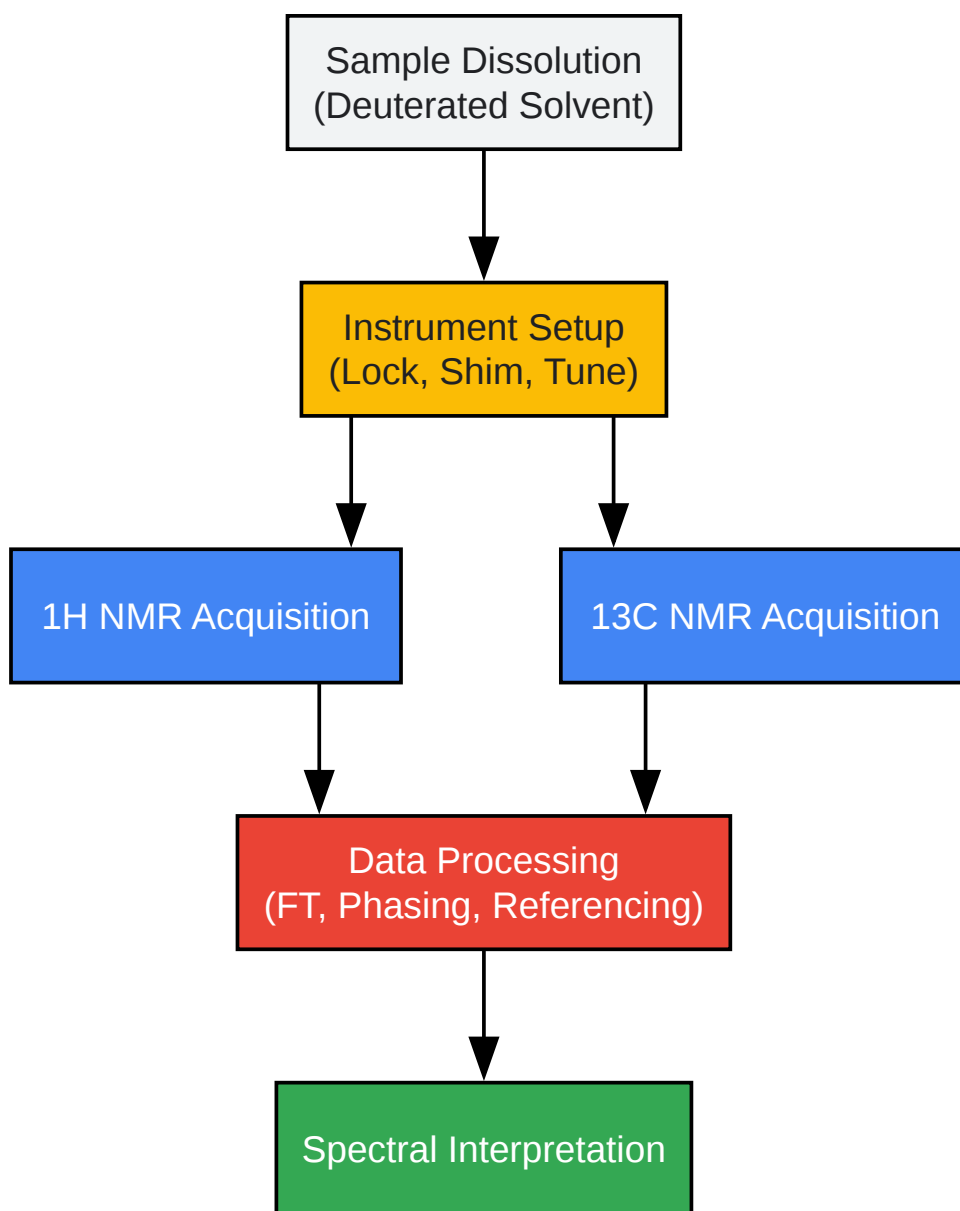 Sample Dissolution
(Deuterated Solvent)
Instrument Setup
(Lock, Shim, Tune)
1H NMR Acquisition
13C NMR Acquisition
Data Processing
(FT, Phasing, Referencing)
Spectral Interpretation